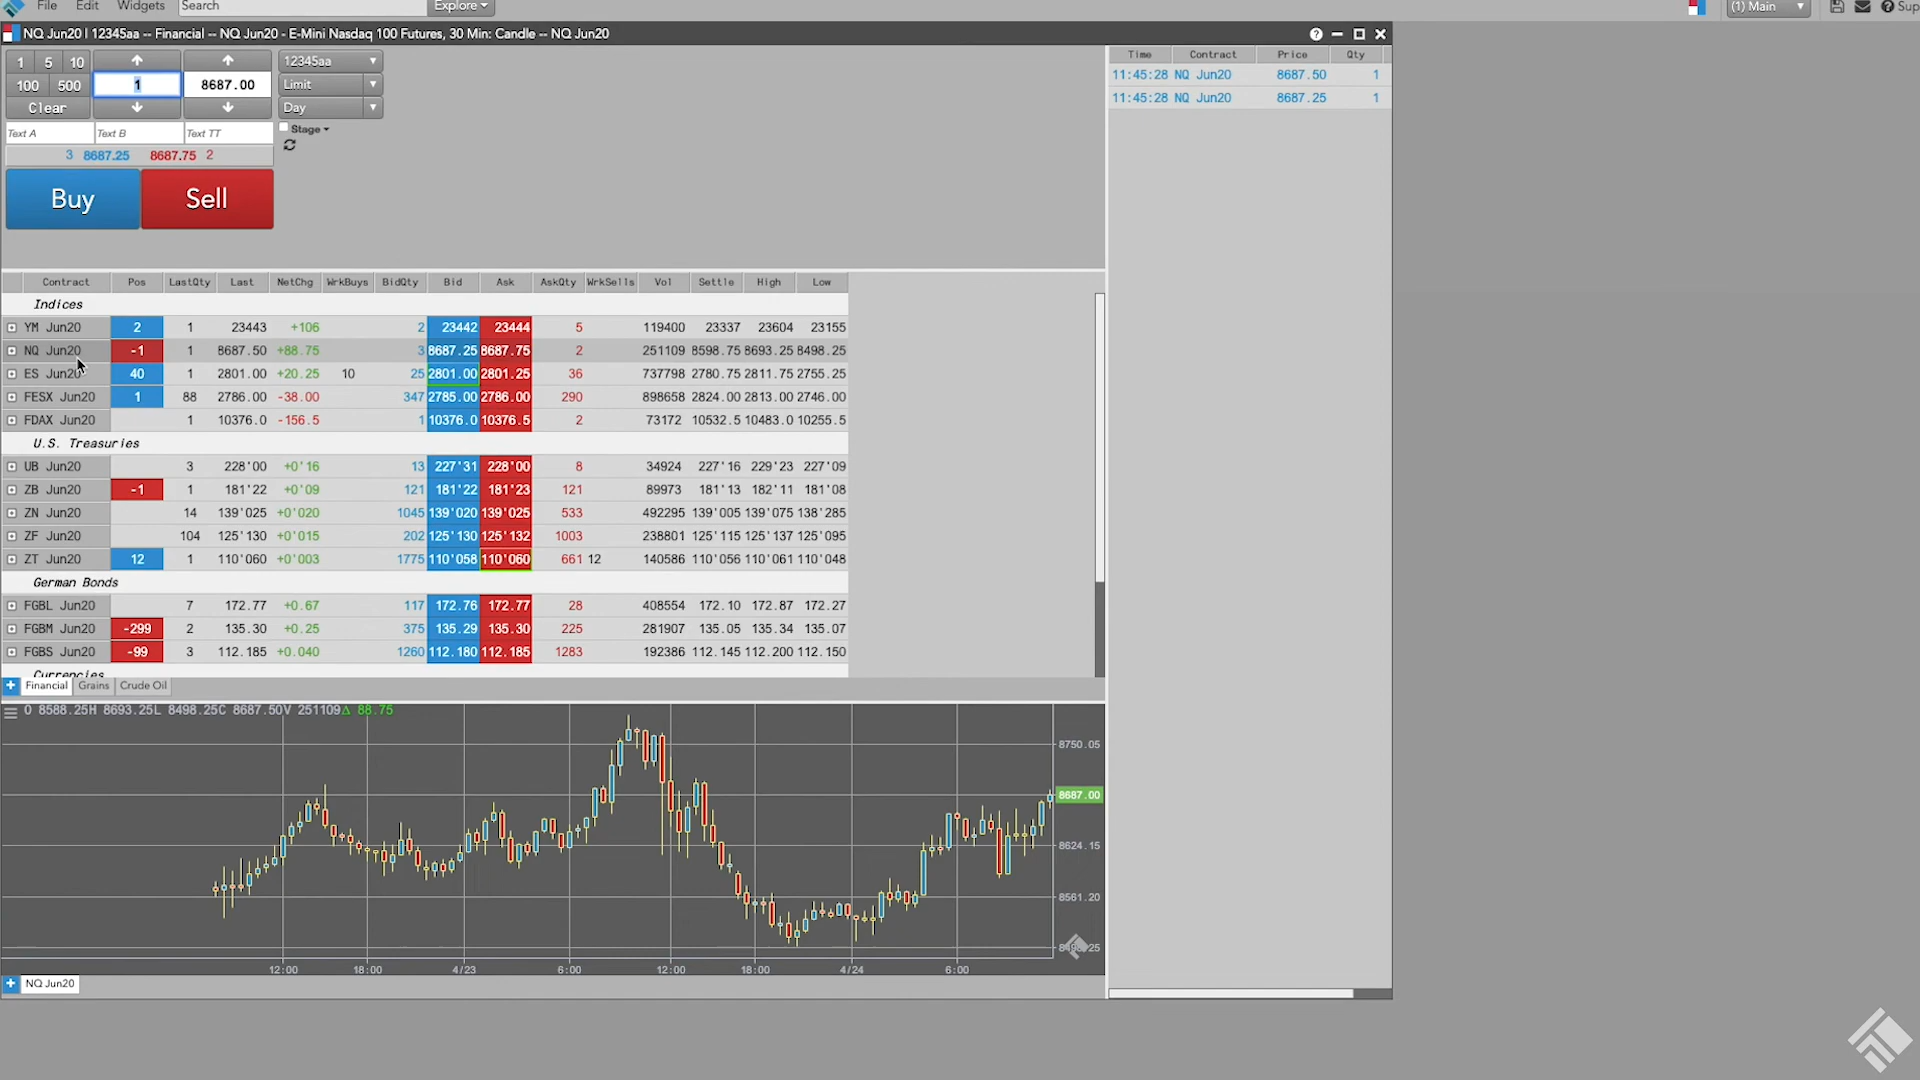 File Edit Widgets Search Explore (1) Main Sup
NQ Jun20 | 12345aa -- Financial -- NQ Jun20 - E-Mini Nasdaq 100 Futures, 30 Min: Candle -- NQ Jun20
1 5 10 12345aa
100 500 1 8687.00 Limit
Clear Day
Text A Text B Text TT Stage
3 8687.25 8687.75 2
Buy Sell
Time Contract Price Qty
11:45:28 NQ Jun20 8687.50 1
11:45:28 NQ Jun20 8687.25 1
Contract Pos LastQty Last NetChg WrkBuys BidQty Bid Ask AskQty WrkSells Vol Settle High Low
Indices
YM Jun20 2 1 23443 +106 2 23442 23444 5 119400 23337 23604 23155
NQ Jun20 -1 1 8687.50 +88.75 3 8687.25 8687.75 2 251109 8598.75 8693.25 8498.25
ES Jun20 40 1 2801.00 +20.25 10 25 2801.00 2801.25 36 737798 2780.75 2811.75 2755.25
FESX Jun20 1 88 2786.00 -38.00 347 2785.00 2786.00 290 898658 2824.00 2813.00 2746.00
FDAX Jun20 1 10376.0 -156.5 1 10376.0 10376.5 2 73172 10532.5 10483.0 10255.5
U.S. Treasuries
UB Jun20 3 228'00 +0'16 13 227'31 228'00 8 34924 227'16 229'23 227'09
ZB Jun20 -1 1 181'22 +0'09 121 181'22 181'23 121 89973 181'13 182'11 181'08
ZN Jun20 14 139'025 +0'020 1045 139'020 139'025 533 492295 139'005 139'075 138'285
ZF Jun20 104 125'130 +0'015 202 125'130 125'132 1003 238801 125'115 125'137 125'095
ZT Jun20 12 1 110'060 +0'003 1775 110'058 110'060 661 12 140586 110'056 110'061 110'048
German Bonds
FGBL Jun20 7 172.77 +0.67 117 172.76 172.77 28 408554 172.10 172.87 172.27
FGBM Jun20 -299 2 135.30 +0.25 375 135.29 135.30 225 281907 135.05 135.34 135.07
FGBS Jun20 -99 3 112.185 +0.040 1260 112.180 112.185 1283 192386 112.145 112.200 112.150
Currencies
Financial Grains Crude Oil
O 8588.25H 8693.25L 8498.25C 8687.50V 251109Δ 88.75
8750.05
8687.00
8624.15
8561.20
12:00 18:00 4/23 6:00 12:00 18:00 4/24 6:00
NQ Jun20